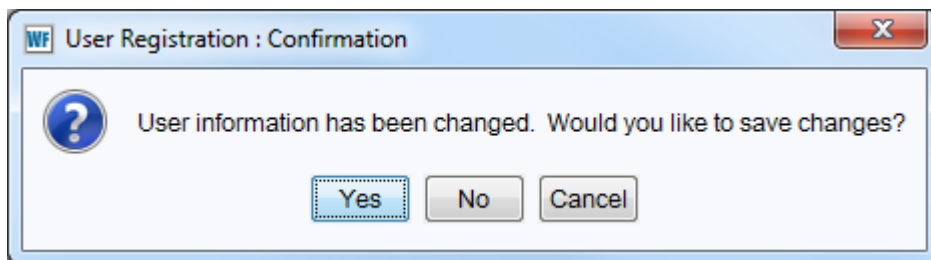 WF User Registration : Confirmation
User information has been changed.  Would you like to save changes?
Yes No Cancel